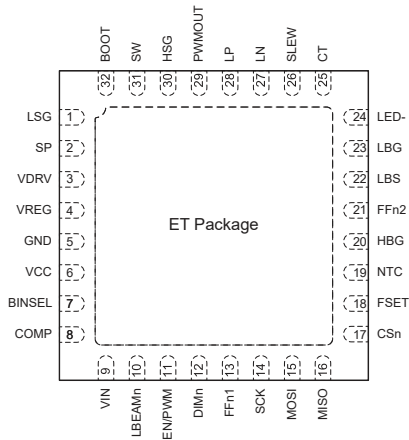 BOOT
SW
HSG
PWMOUT
LP
LN
SLEW
CT
32
31
30
29
28
27
26
25
LSG 1
SP 2
VDRV 3
VREG 4
GND 5
VCC 6
BINSEL 7
COMP 8
ET Package
24 LED-
23 LBG
22 LBS
21 FFn2
20 HBG
19 NTC
18 FSET
17 CSn
9
10
11
12
13
14
15
16
VIN
LBEAMn
EN/PWM
DIMn
FFn1
SCK
MOSI
MISO